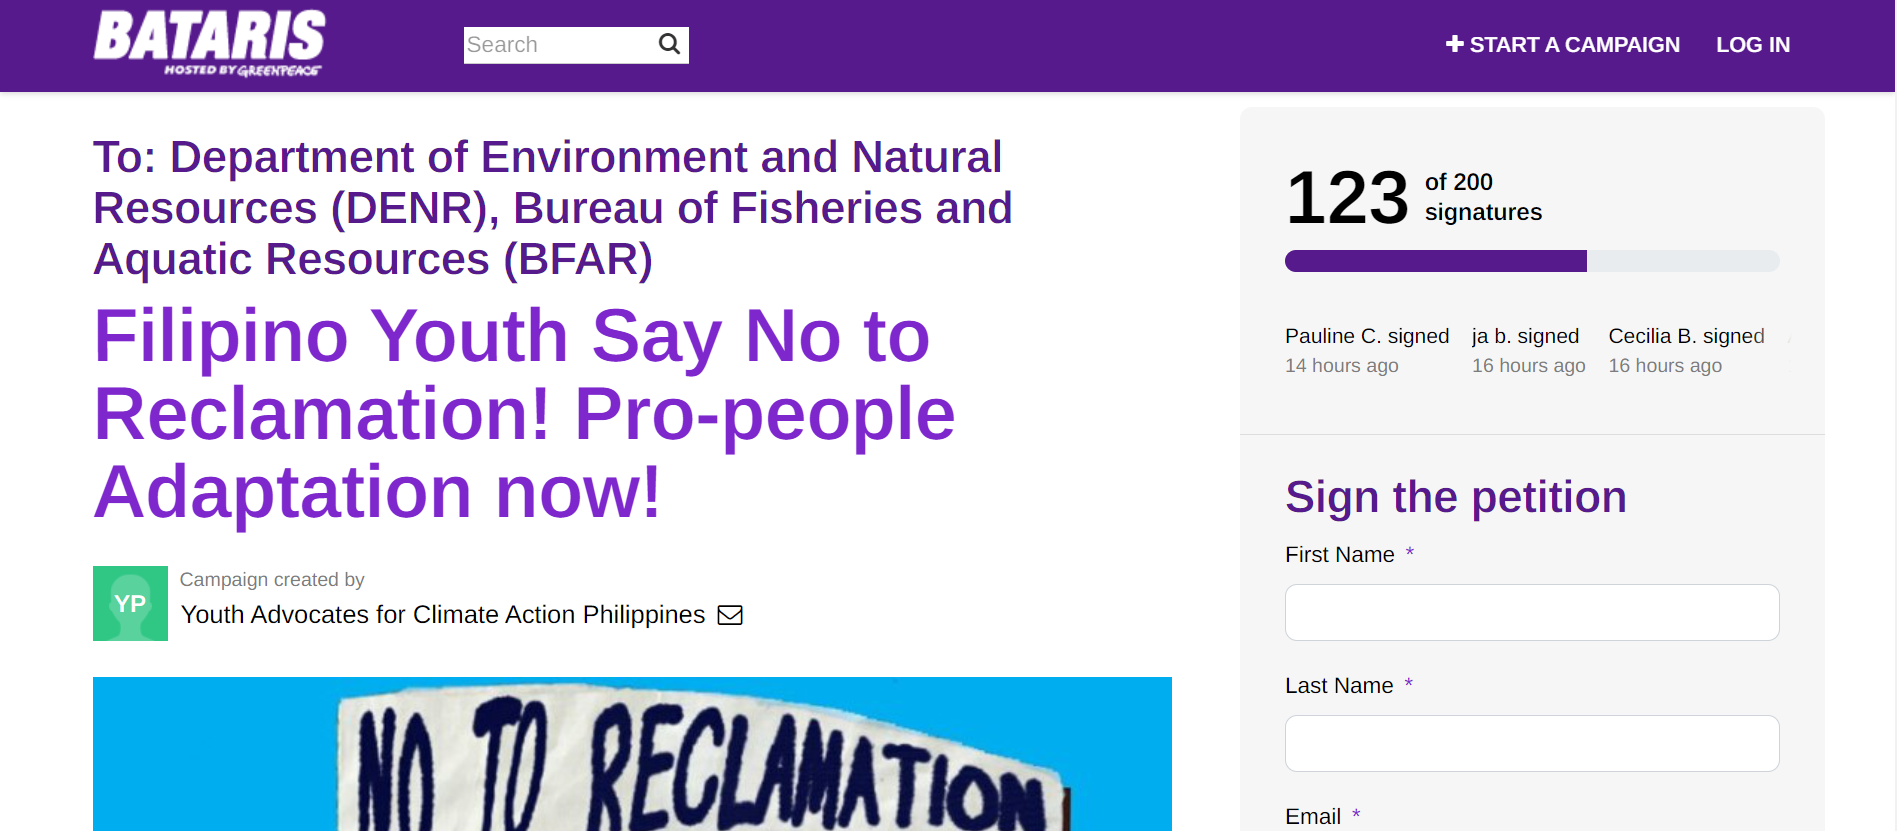 BATARIS
HOSTED BY GREENPEACE
Search
START A CAMPAIGN
LOG IN
To: Department of Environment and Natural
Resources (DENR), Bureau of Fisheries and
Aquatic Resources (BFAR)
Filipino Youth Say No to
Reclamation! Pro-people
Adaptation now!
YP
Campaign created by
Youth Advocates for Climate Action Philippines
NO TO RECLAMATION
123
of 200
signatures
Pauline C. signed
14 hours ago
ja b. signed
16 hours ago
Cecilia B. signed
16 hours ago
Sign the petition
First Name *
Last Name *
Email *